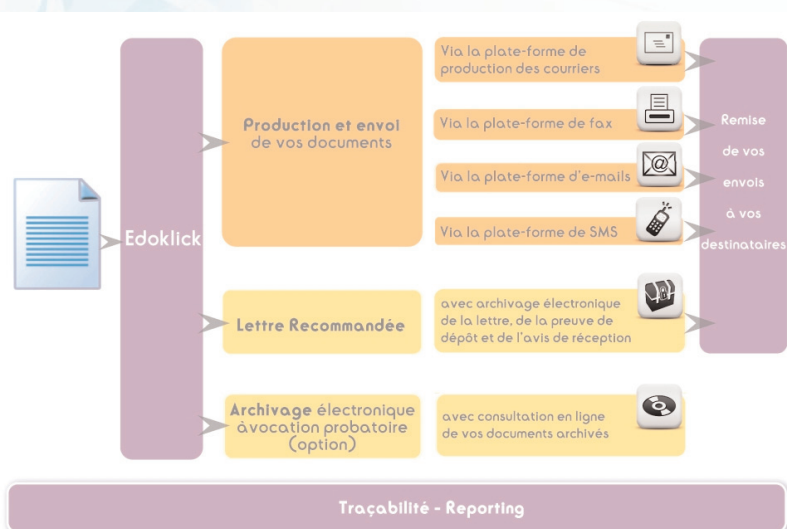 Edoklick
Production et envoi
de vos documents
Via la plate-forme de
production des courriers
Via la plate-forme de fax
Via la plate-forme d'e-mails
@
Via la plate-forme de SMS
Remise
de vos
envois
à vos
destinataires
Lettre Recommandée
avec archivage électronique
de la lettre, de la preuve de
dépôt et de l'avis de réception
Archivage électronique
àvocation probatoire
(option)
avec consultation en ligne
de vos documents archivés
Traçabilité - Reporting